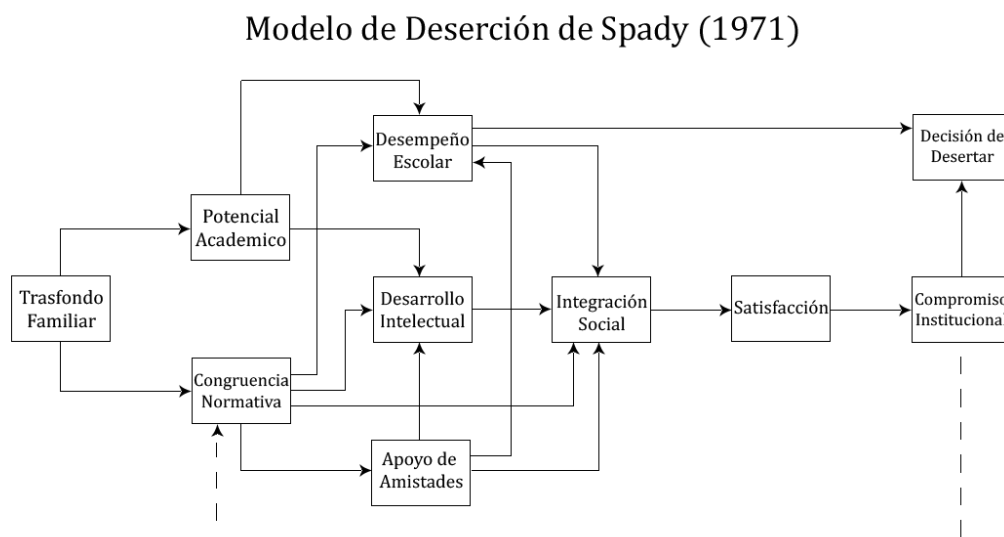 Modelo de Deserción de Spady (1971)
Desempeño
Escolar
Decisión de
Desertar
Potencial
Academico
Trasfondo
Familiar
Desarrollo
Intelectual
Integración
Social
Satisfacción
Compromiso
Institucional
Congruencia
Normativa
Apoyo de
Amistades